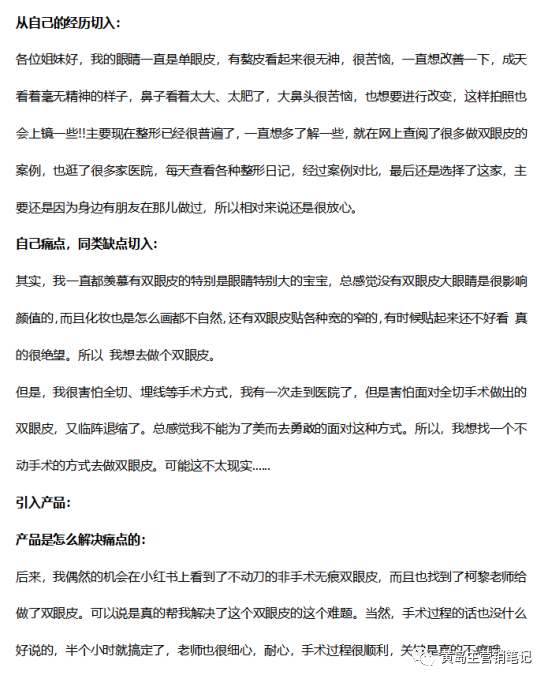 从自己的经历切入：
各位姐妹好，我的眼睛一直是单眼皮，有赘皮看起来很无神，很苦恼，一直想改善一下，成天
看着毫无精神的样子，鼻子看着太大、太肥了，大鼻头很苦恼，也想要进行改变，这样拍照也
会上镜一些!!主要现在整形已经很普遍了，一直想多了解一些，就在网上查阅了很多做双眼皮的
案例，也逛了很多家医院，每天查看各种整形日记，经过案例对比，最后还是选择了这家，主
要还是因为身边有朋友在那儿做过，所以相对来说还是很放心。
自己痛点，同类缺点切入：
其实，我一直都羡慕有双眼皮的特别是眼睛特别大的宝宝，总感觉没有双眼皮大眼睛是很影响
颜值的，而且化妆也是怎么画都不自然，还有双眼皮贴各种宽的窄的，有时候贴起来还不好看 真
的很绝望。所以 我想去做个双眼皮。
但是，我很害怕全切、埋线等手术方式，我有一次走到医院了，但是害怕面对全切手术做出的
双眼皮，又临阵退缩了。总感觉我不能为了美而去勇敢的面对这种方式。所以，我想找一个不
动手术的方式去做双眼皮。可能这不太现实......
引入产品：
产品是怎么解决痛点的：
后来，我偶然的机会在小红书上看到了不动刀的非手术无痕双眼皮，而且也找到了柯黎老师给
做了双眼皮。可以说是真的帮我解决了这个双眼皮的这个难题。当然，手术过程的话也没什么
好说的，半个小时就搞定了，老师也很细心，耐心，手术过程很顺利，关键是真的不疼哦
黄岛主营销笔记